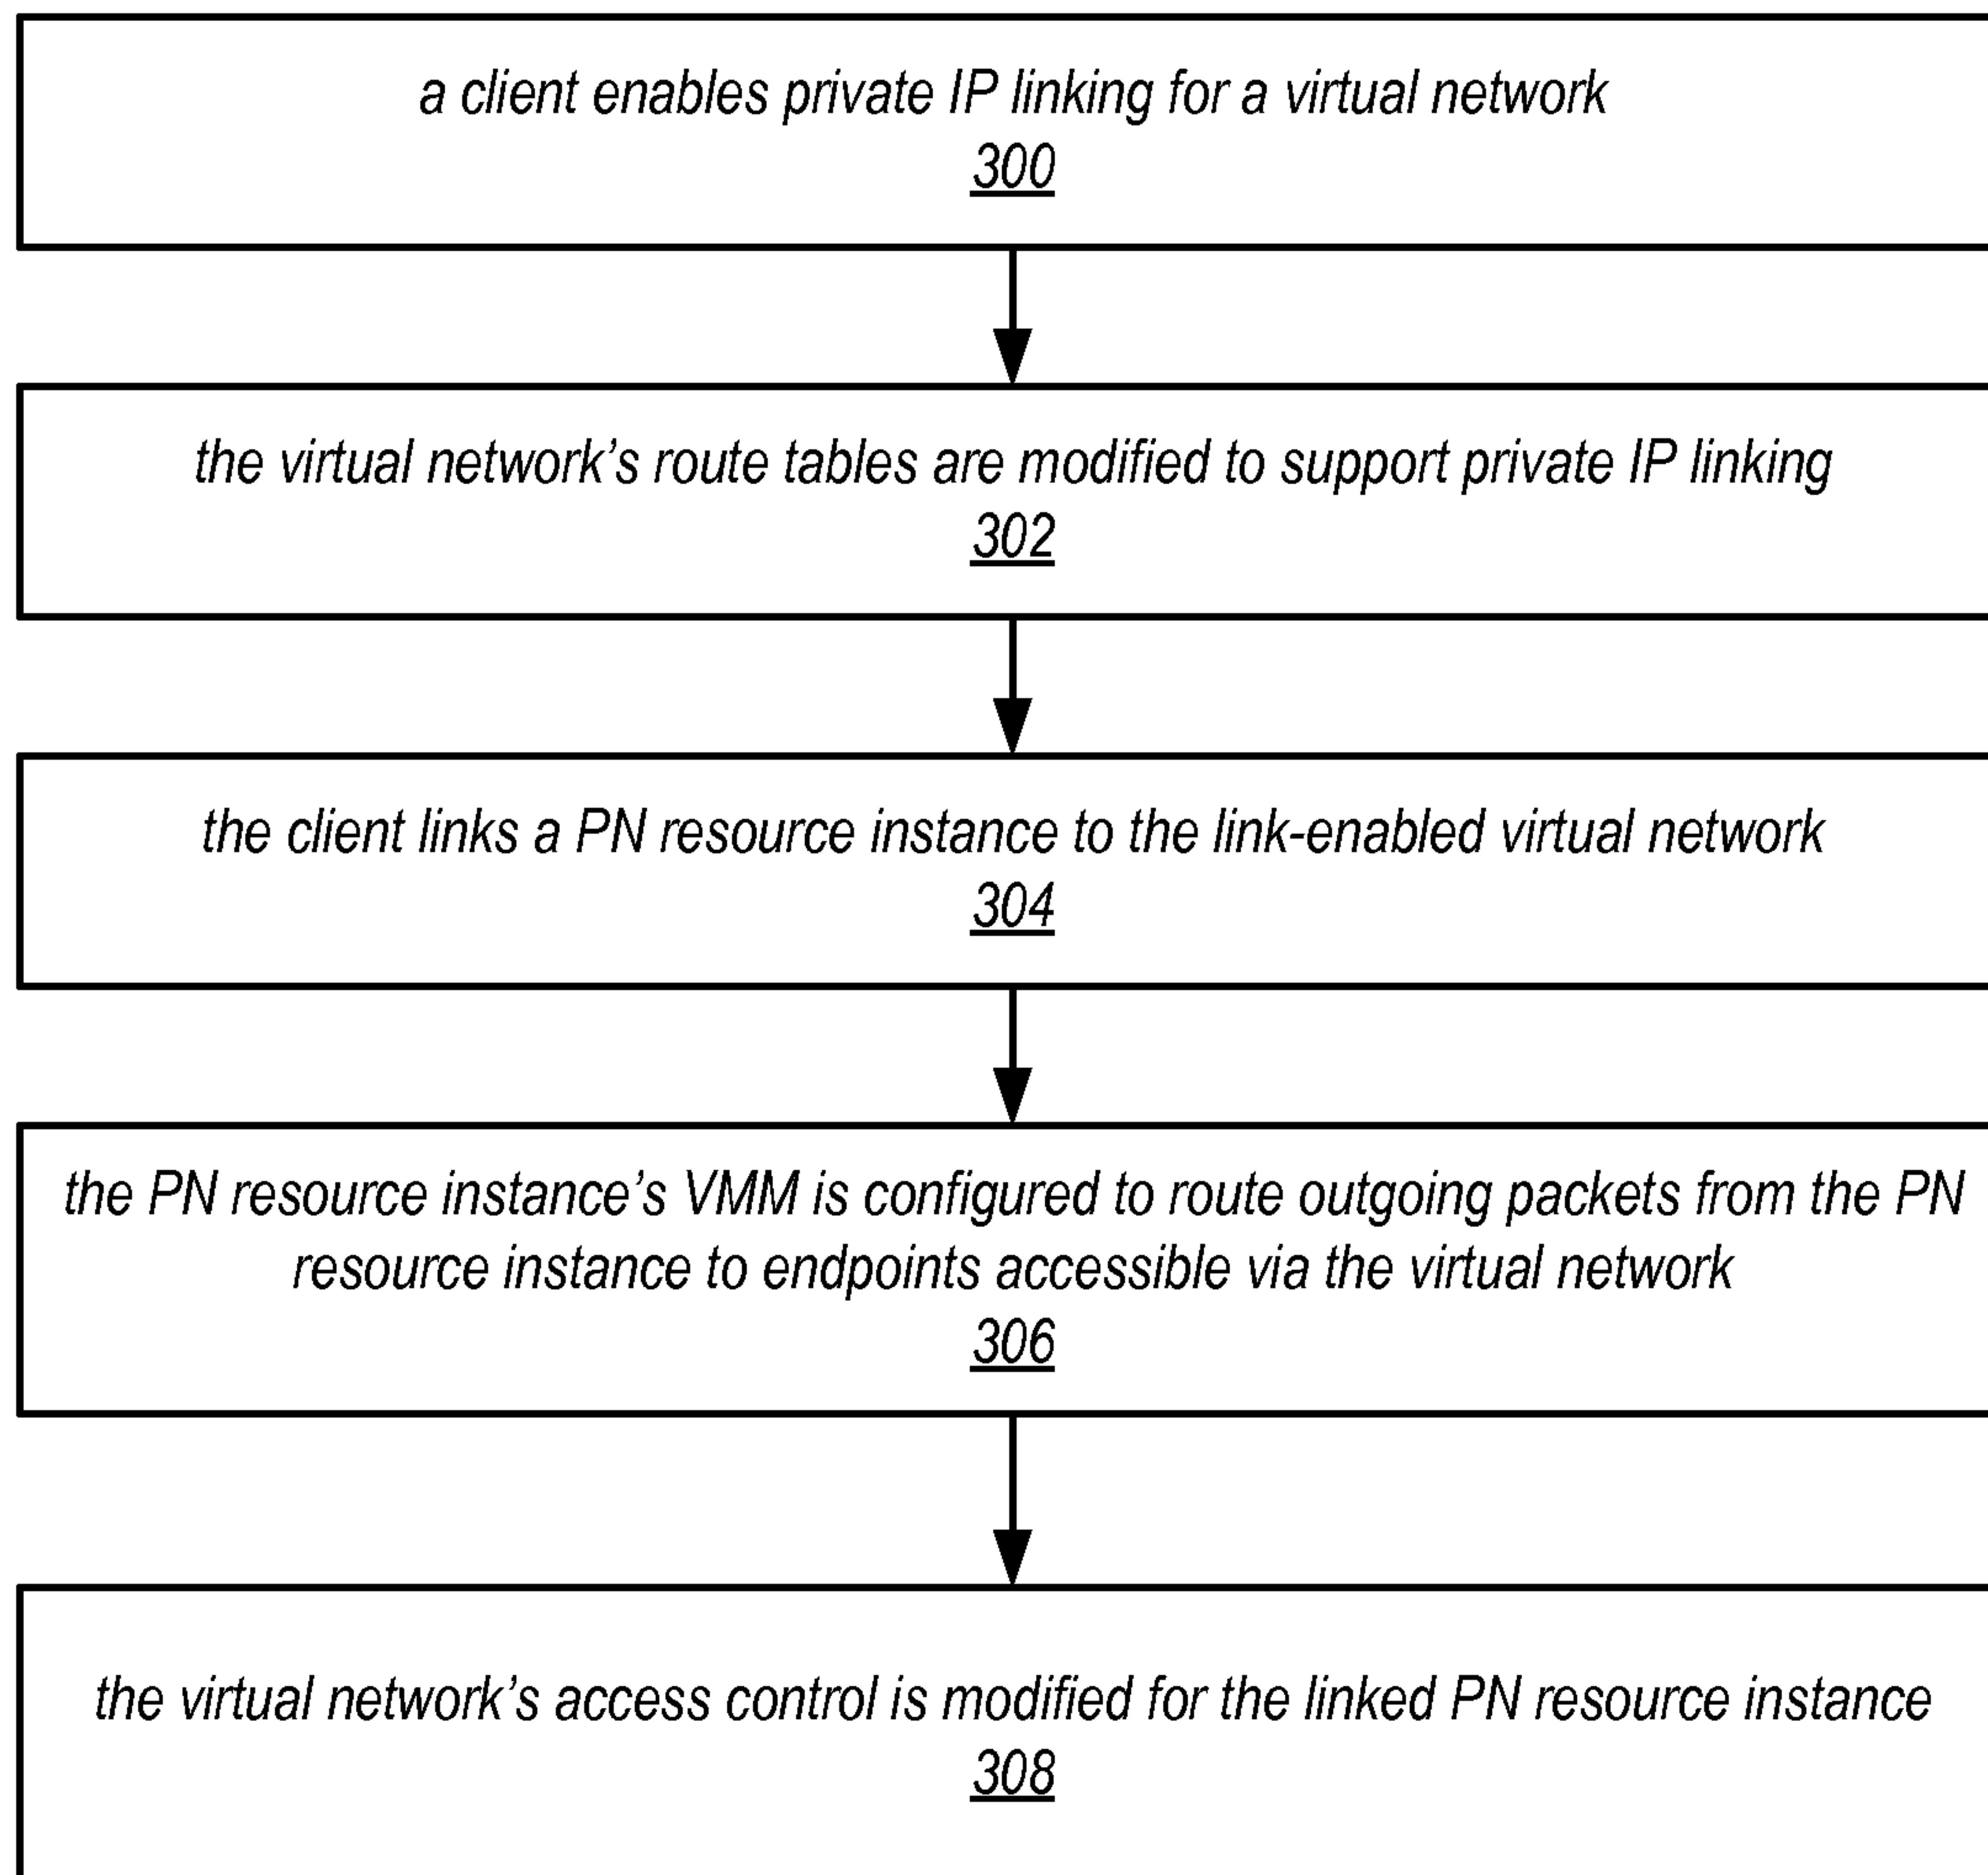 a client enables private IP linking for a virtual network
300
the virtual network’s route tables are modified to support private IP linking
302
the client links a PN resource instance to the link-enabled virtual network
304
the PN resource instance’s VMM is configured to route outgoing packets from the PN
resource instance to endpoints accessible via the virtual network
306
the virtual network’s access control is modified for the linked PN resource instance
308